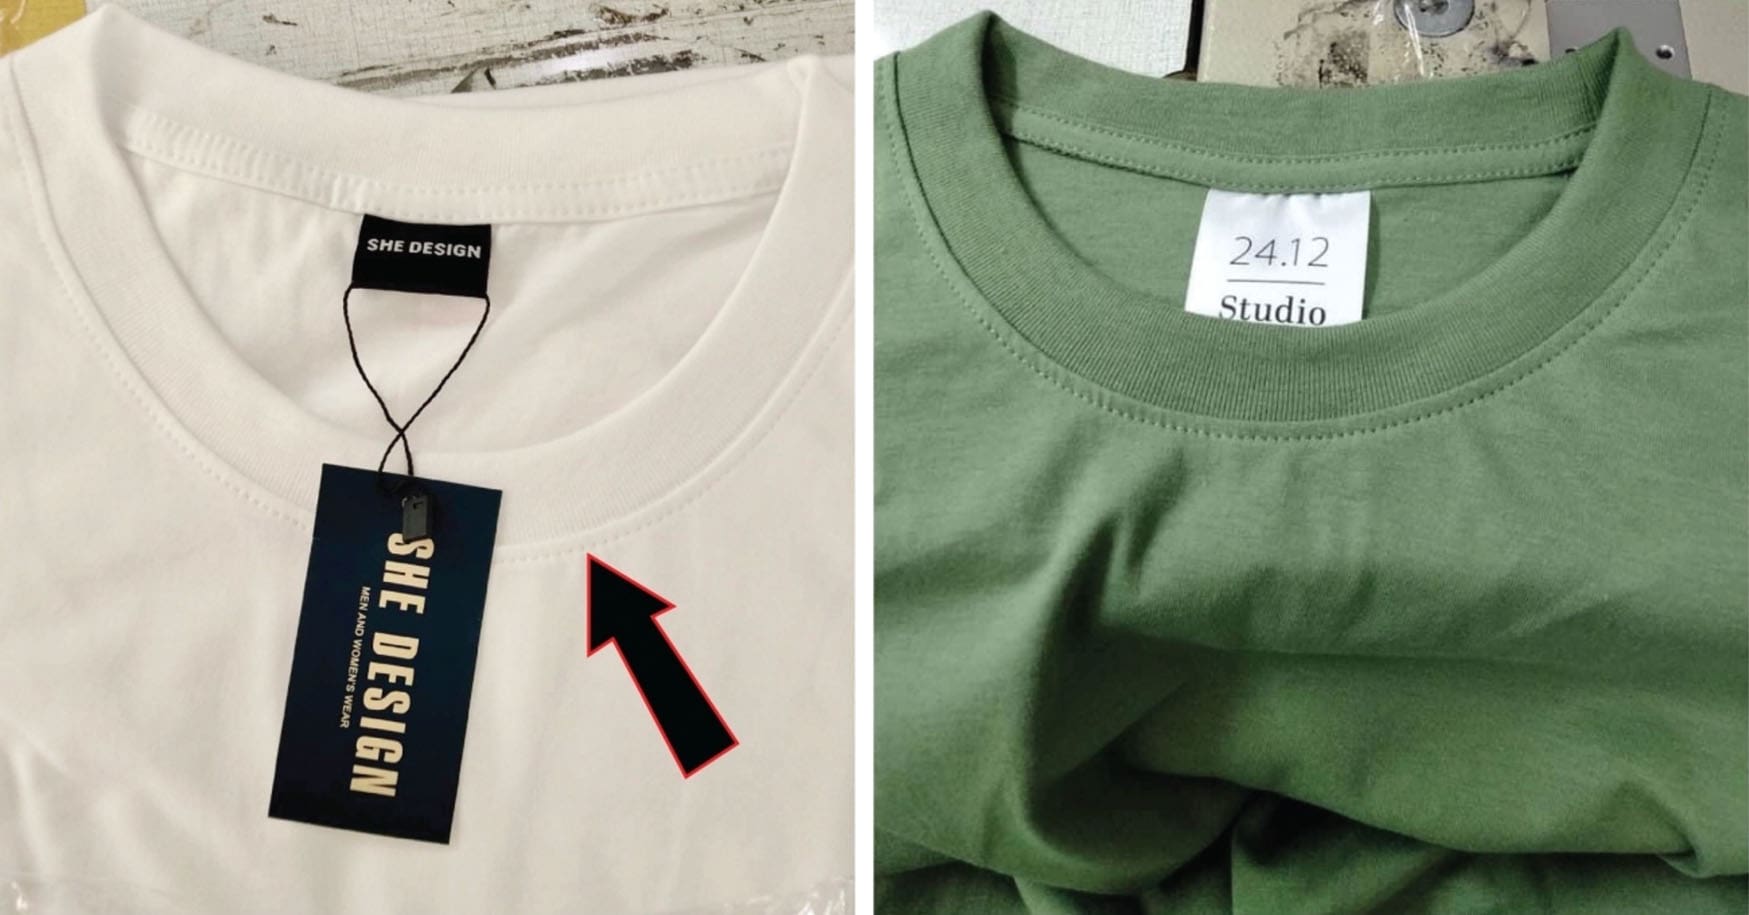 SHE DESIGN
SHE DESIGN
MEN AND WOMEN'S WEAR
24.12
Studio